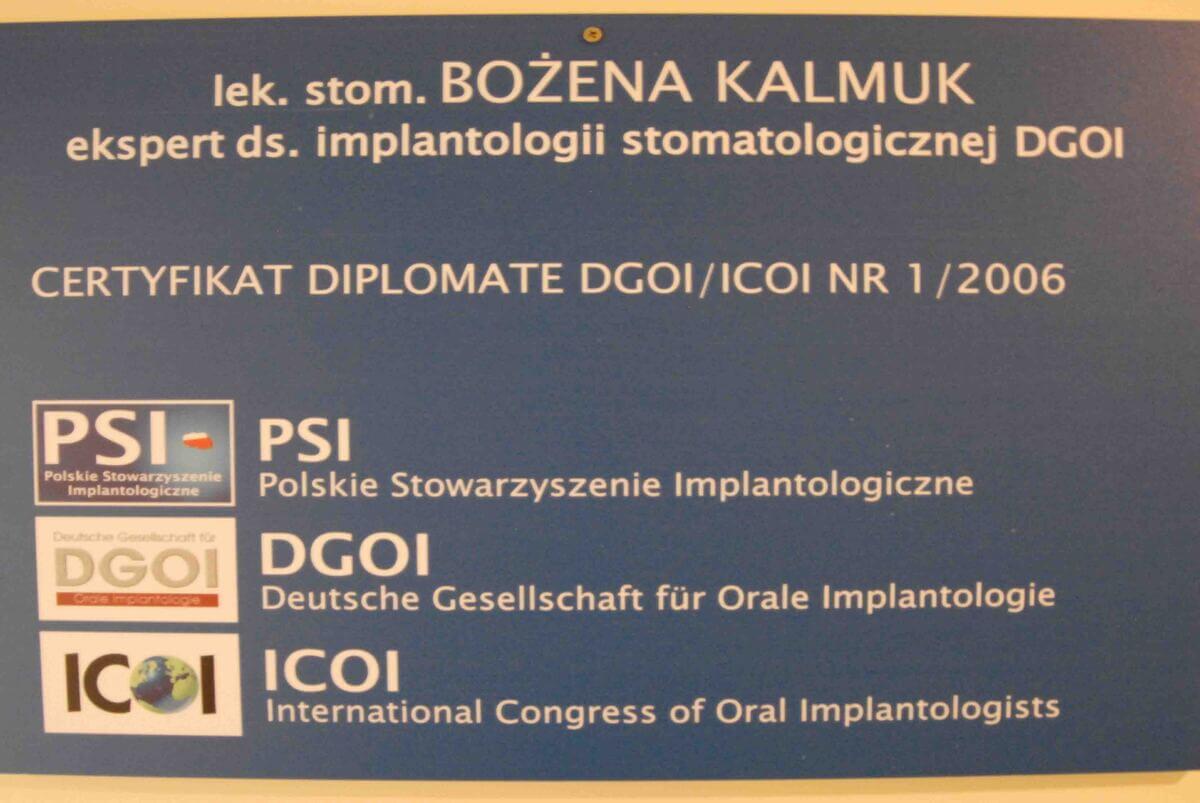 lek. stom. BOŻENA KALMUK
ekspert ds. implantologii stomatologicznej DGOI
CERTYFIKAT DIPLOMATE DGOI/ICOI NR 1/2006
PSI
Polskie Stowarzyszenie
Implantologiczne
PSI
Polskie Stowarzyszenie Implantologiczne
Deutsche Gesellschaft für
DGOI
Orale Implantologie
DGOI
Deutsche Gesellschaft für Orale Implantologie
ICOI
ICOI
International Congress of Oral Implantologists